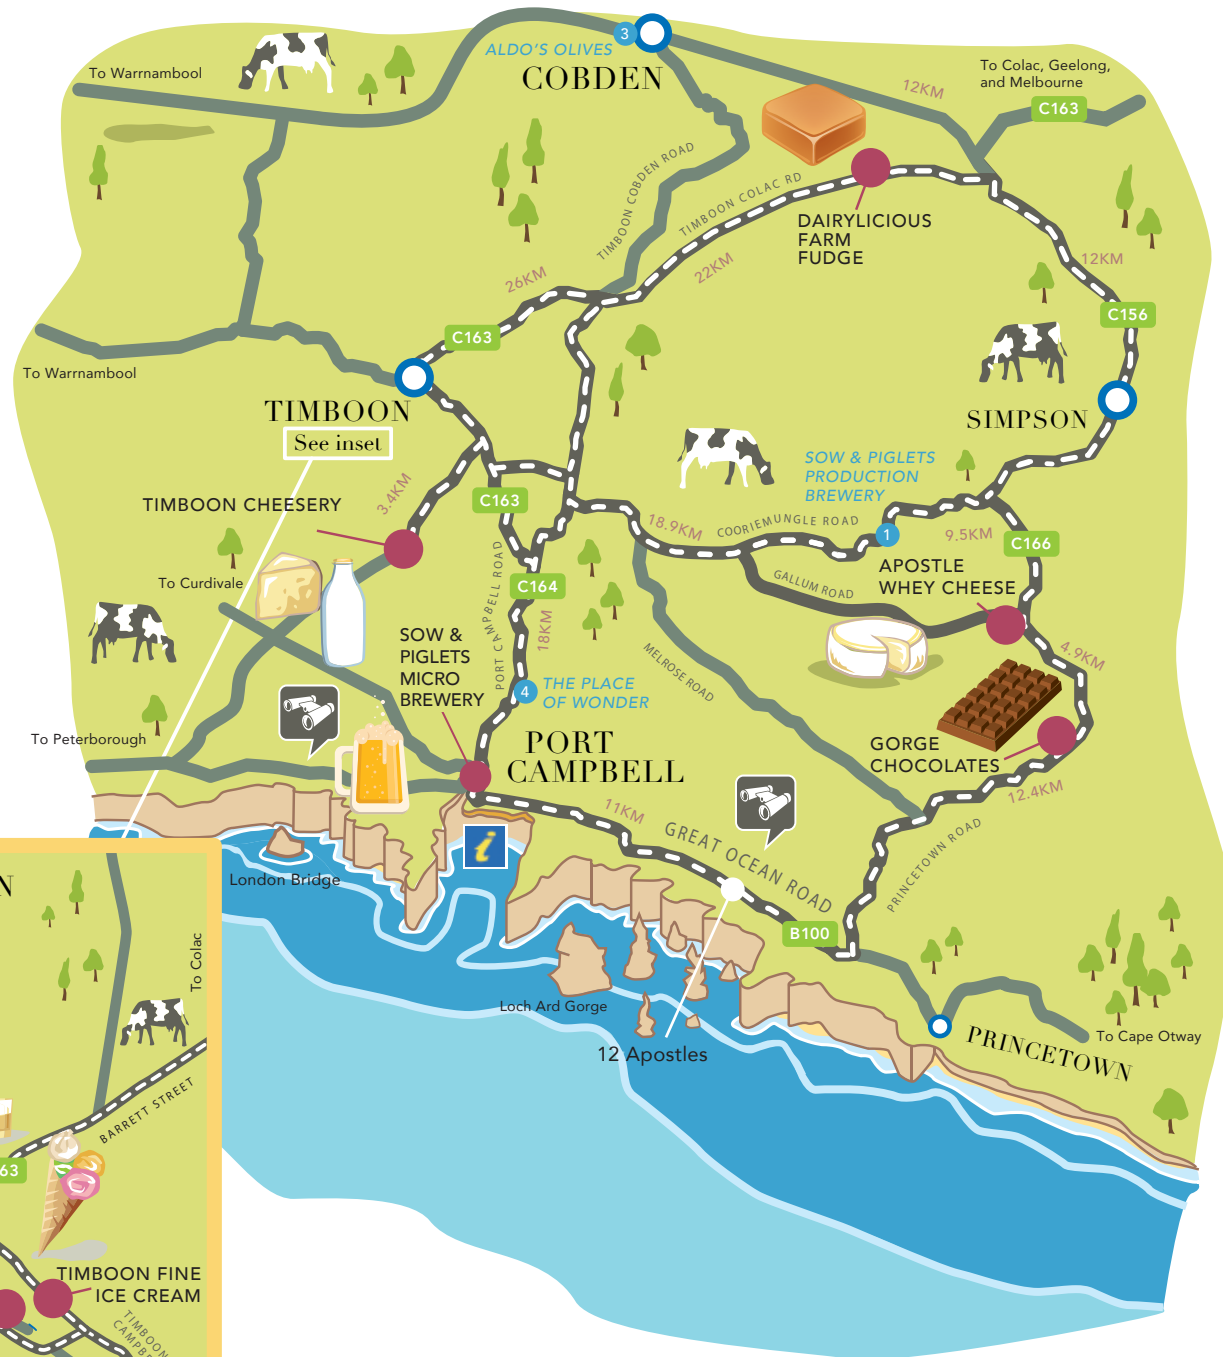 3
ALDO'S OLIVES
COBDEN
To Warrnambool
To Colac, Geelong,
and Melbourne
C163
12KM
TIMBOON COBDEN ROAD
TIMBOON COLAC RD
DAIRYLICIOUS
FARM
FUDGE
22KM
26KM
12KM
C156
C163
To Warrnambool
TIMBOON
See inset
SIMPSON
SOW & PIGLETS
PRODUCTION
BREWERY
1
TIMBOON CHEESERY
3.4KM
C163
18.9KM
COORIEMUNGLE ROAD
9.5KM
C166
APOSTLE
WHEY CHEESE
GALLUM ROAD
To Curdivale
C164
PORT CAMPBELL ROAD
18KM
SOW &
PIGLETS
MICRO
BREWERY
4
THE PLACE
OF WONDER
MELROSE ROAD
4.9KM
To Peterborough
PORT
CAMPBELL
GORGE
CHOCOLATES
12.4KM
11KM
GREAT OCEAN ROAD
PRINCETOWN ROAD
i
London Bridge
B100
Loch Ard Gorge
12 Apostles
PRINCETOWN
To Cape Otway
N
To Colac
BARRETT STREET
63
TIMBOON FINE
ICE CREAM
TIMBOON